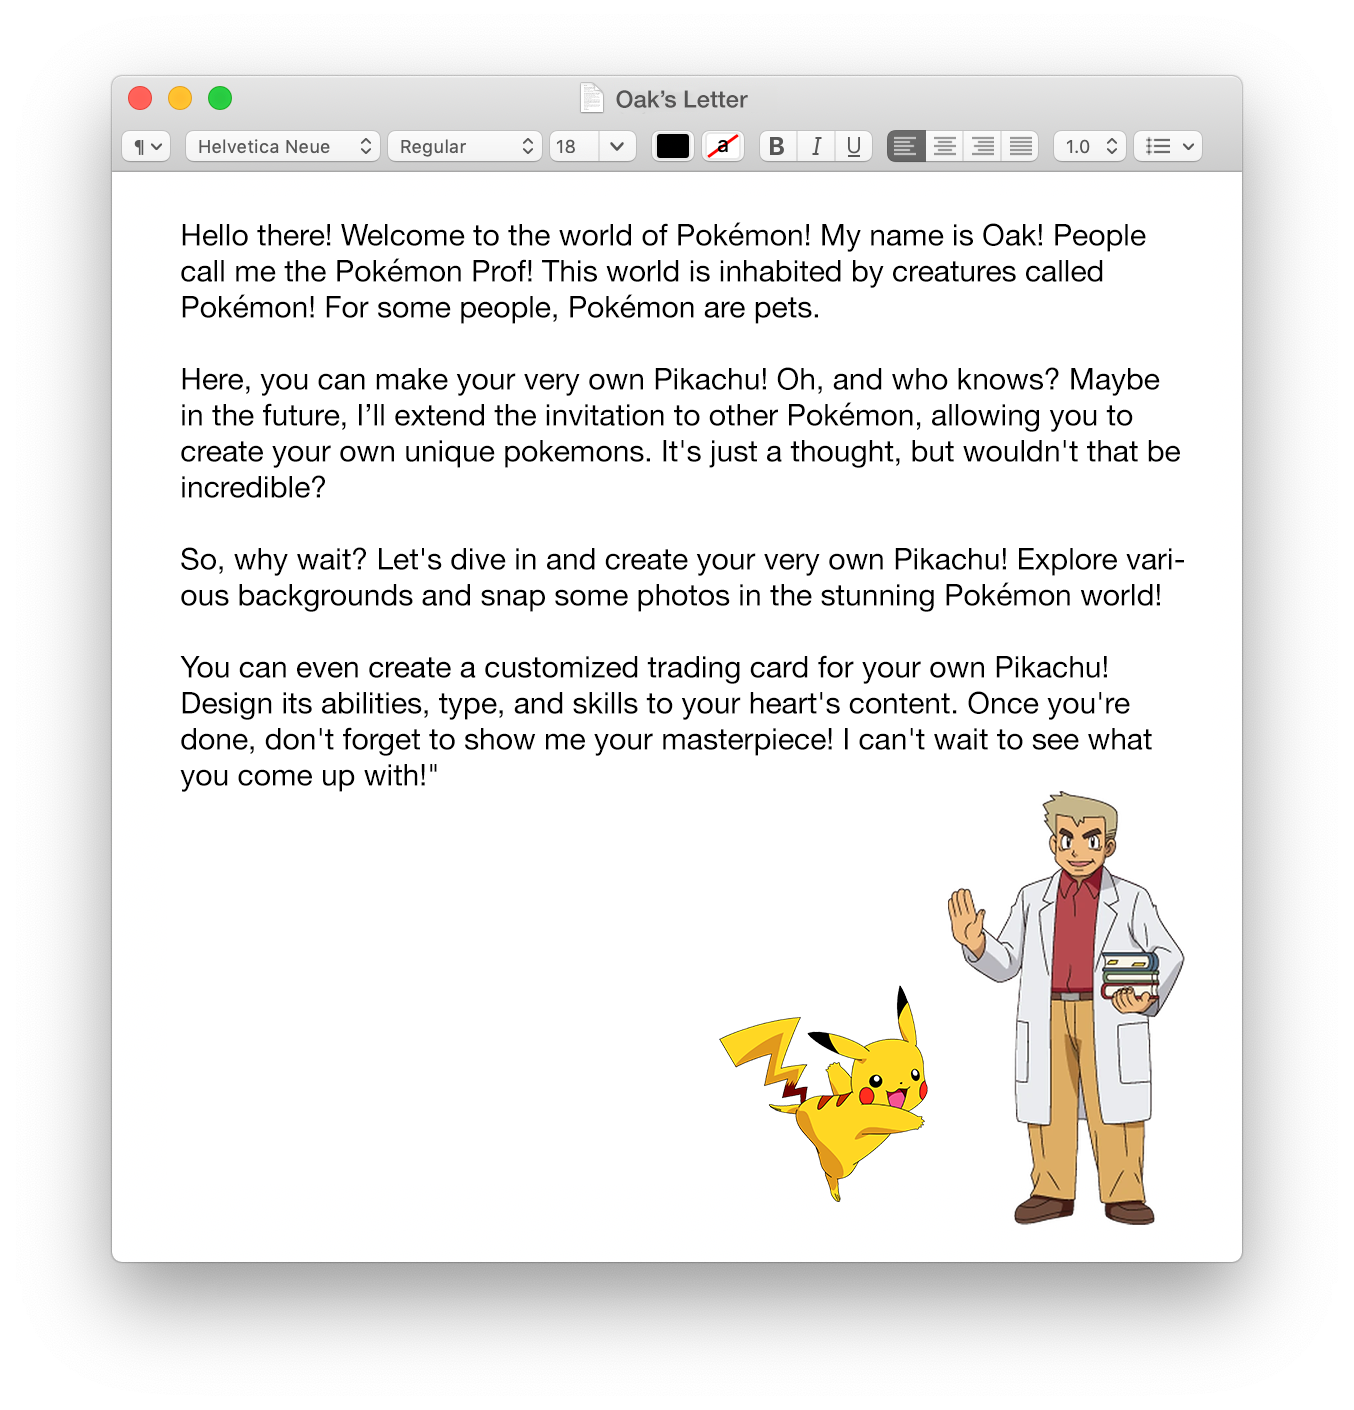 Oak’s Letter
¶
Helvetica Neue
Regular
18
a
B
I
U
1.0
Hello there! Welcome to the world of Pokémon! My name is Oak! People
call me the Pokémon Prof! This world is inhabited by creatures called
Pokémon! For some people, Pokémon are pets.
Here, you can make your very own Pikachu! Oh, and who knows? Maybe
in the future, I’ll extend the invitation to other Pokémon, allowing you to
create your own unique pokemons. It's just a thought, but wouldn't that be
incredible?
So, why wait? Let's dive in and create your very own Pikachu! Explore vari-
ous backgrounds and snap some photos in the stunning Pokémon world!
You can even create a customized trading card for your own Pikachu!
Design its abilities, type, and skills to your heart's content. Once you're
done, don't forget to show me your masterpiece! I can't wait to see what
you come up with!"